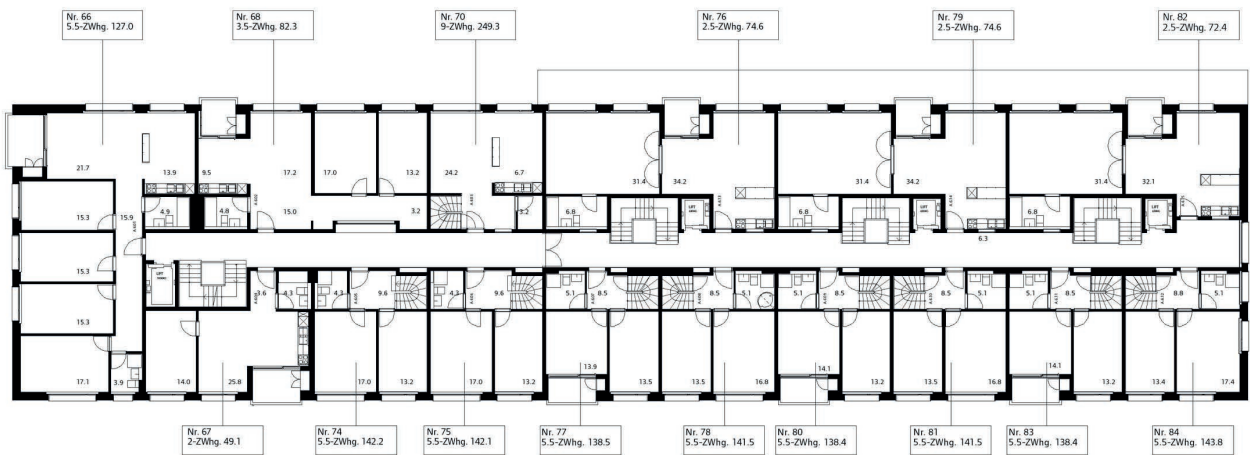 Nr. 66
5.5-ZWhg. 127.0
Nr. 68
3.5-ZWhg. 82.3
Nr. 70
9-ZWhg. 249.3
Nr. 76
2.5-ZWhg. 74.6
Nr. 79
2.5-ZWhg. 74.6
Nr. 82
2.5-ZWhg. 72.4
21.7
13.9
9.5
17.2
17.0
13.2
24.2
6.7
31.4
34.2
31.4
34.2
31.4
32.1
15.3
15.9
4.9
4.8
15.0
3.2
3.2
6.8
LIFT
6.8
LIFT
6.8
LIFT
6.3
15.3
LIFT
3.6
4.3
4.3
9.6
4.3
9.6
5.1
8.5
8.5
5.1
5.1
8.5
8.5
5.1
5.1
8.5
8.8
5.1
15.3
17.1
3.9
14.0
25.8
17.0
13.2
17.0
13.2
13.9
13.5
13.5
16.8
14.1
13.2
13.5
16.8
14.1
13.2
13.4
17.4
Nr. 67
2-ZWhg. 49.1
Nr. 74
5.5-ZWhg. 142.2
Nr. 75
5.5-ZWhg. 142.1
Nr. 77
5.5-ZWhg. 138.5
Nr. 78
5.5-ZWhg. 141.5
Nr. 80
5.5-ZWhg. 138.4
Nr. 81
5.5-ZWhg. 141.5
Nr. 83
5.5-ZWhg. 138.4
Nr. 84
5.5-ZWhg. 143.8